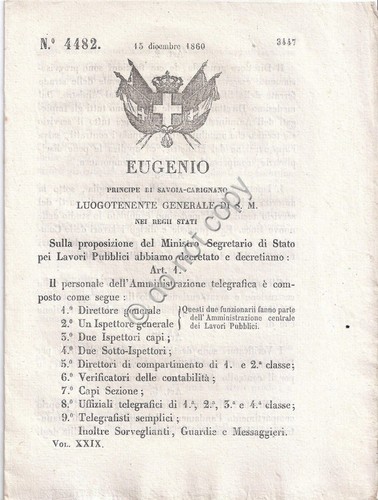 N.º 4482.
15 dicembre 1860
3447
EUGENIO
PRINCIPE DI SAVOIA-CARIGNANO
LUOGOTENENTE GENERALE DI S. M.
NEI REGII STATI
Sulla proposizione del Ministro Segretario di Stato
pei Lavori Pubblici abbiamo decretato e decretiamo :
Art. 1.
Il personale dell'Amministrazione telegrafica è com-
posto come segue :
1.º Direttore generale
2.º Un Ispettore generale
Questi due funzionarii fanno parte
dell'Amministrazione centrale
dei Lavori Pubblici.
3.º Due Ispettori capi ;
4.º Due Sotto-Ispettori ;
5.º Direttori di compartimento di 1. e 2.ª classe ;
6.º Verificatori delle contabilità ;
7.º Capi Sezione ;
8.º Uffiziali telegrafici di 1.ª, 2.ª, 3.ª e 4.ª classe ;
9.º Telegrafisti semplici ;
Inoltre Sorveglianti, Guardie e Messaggieri.
VOL. XXIX.
do not copy